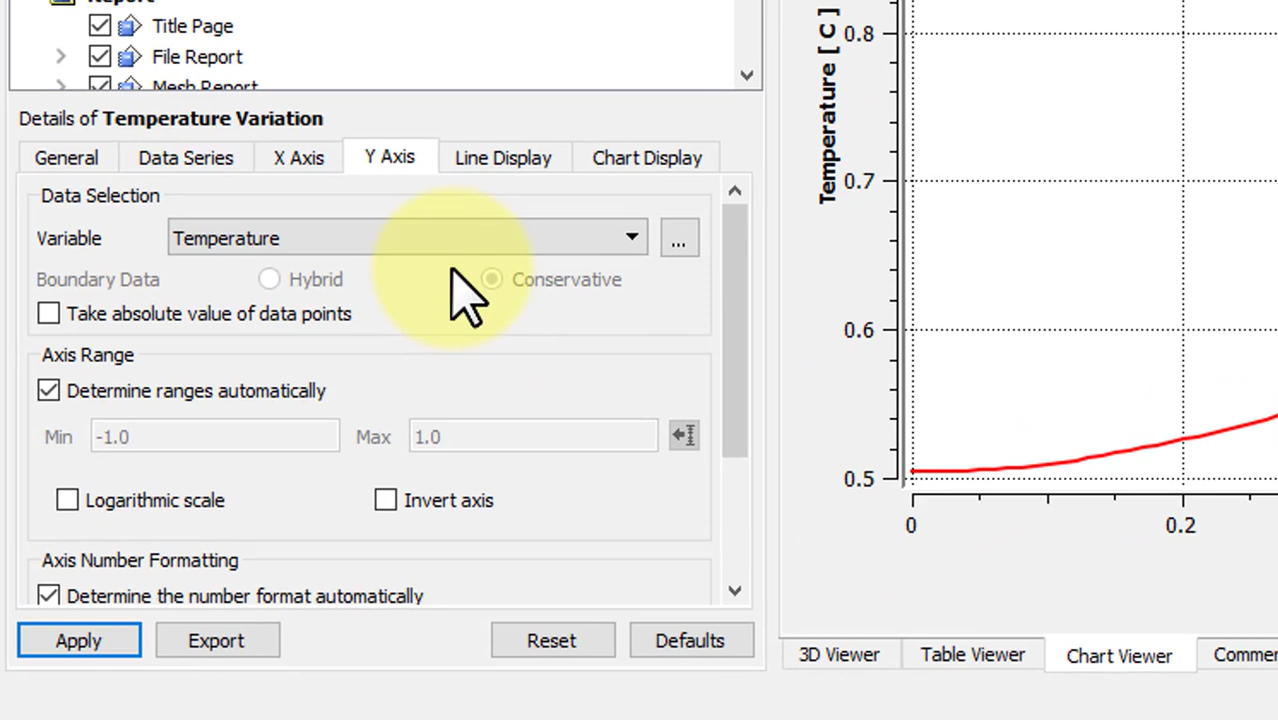 Report
Title Page
File Report
Mesh Report
Details of Temperature Variation
General
Data Series
X Axis
Y Axis
Line Display
Chart Display
Data Selection
Variable
Temperature
...
Boundary Data
Hybrid
Conservative
Take absolute value of data points
Axis Range
Determine ranges automatically
Min
-1.0
Max
1.0
Logarithmic scale
Invert axis
Axis Number Formatting
Determine the number format automatically
Apply
Export
Reset
Defaults
Temperature [ C ]
0.8
0.7
0.6
0.5
0
0.2
3D Viewer
Table Viewer
Chart Viewer
Commen